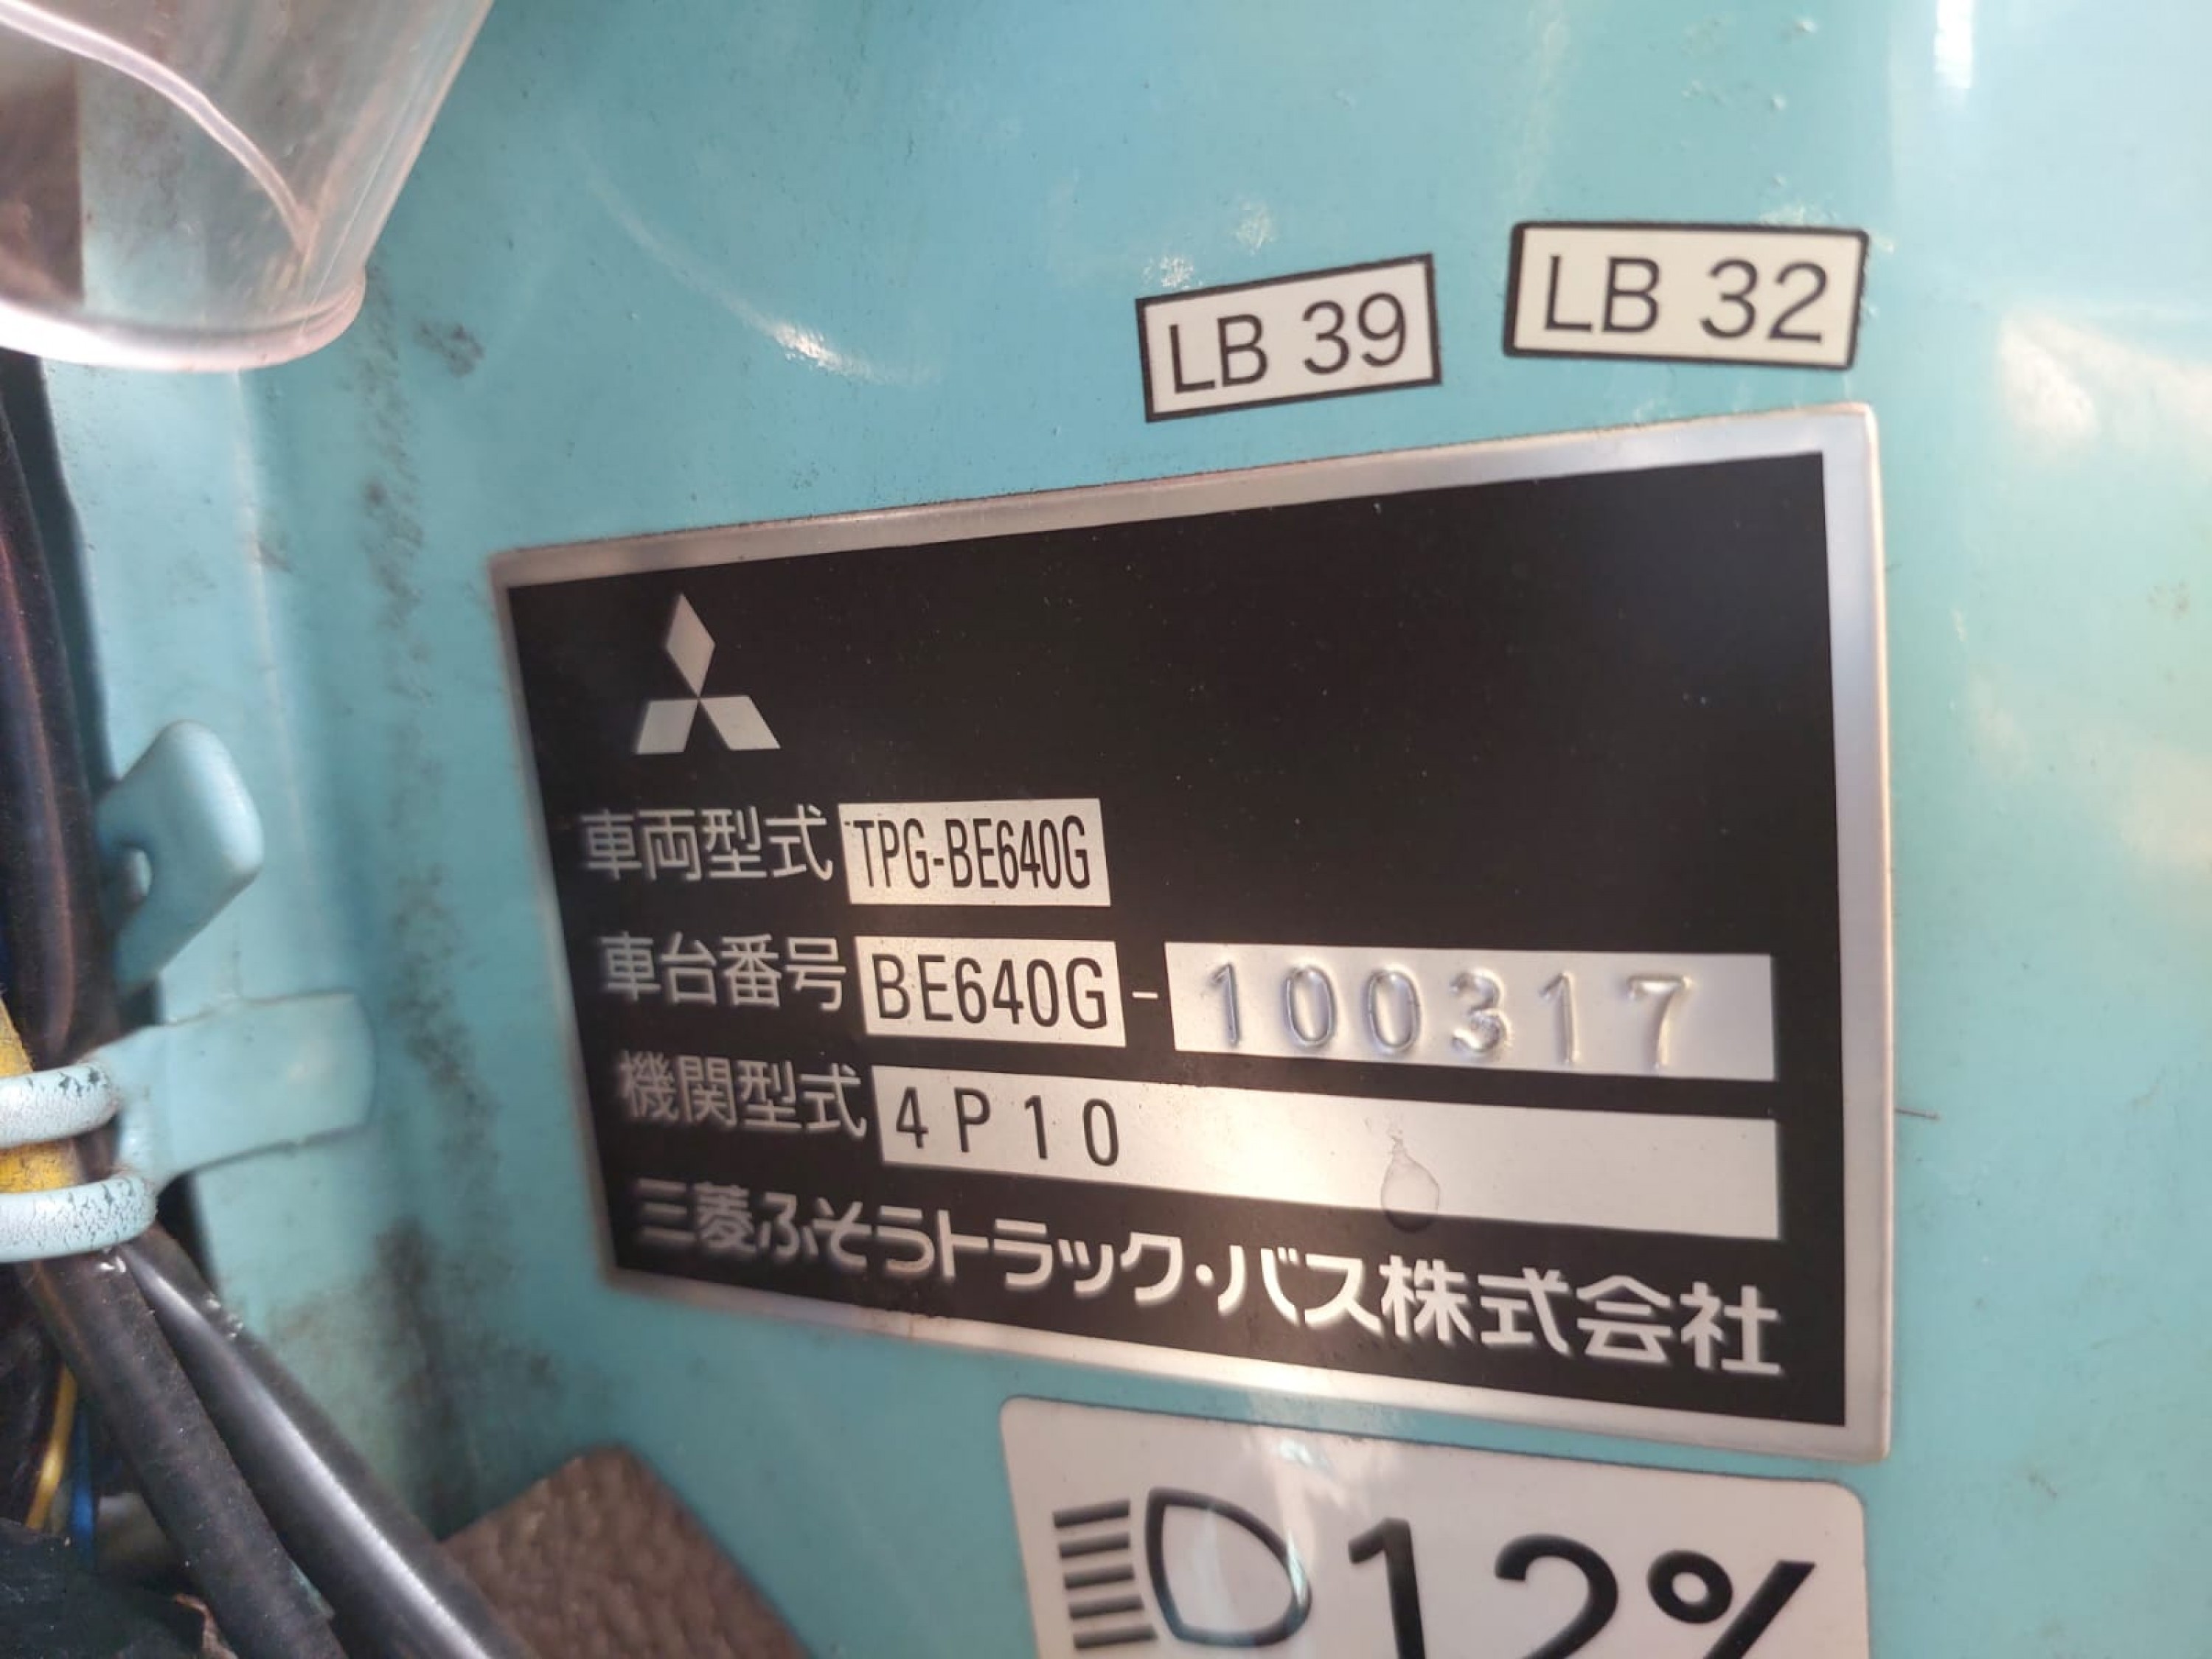 LB 39
LB 32
車両型式 TPG-BE640G
車台番号 BE640G-100317
機関型式 4P10
三菱ふそうトラック・バス株式会社
12%